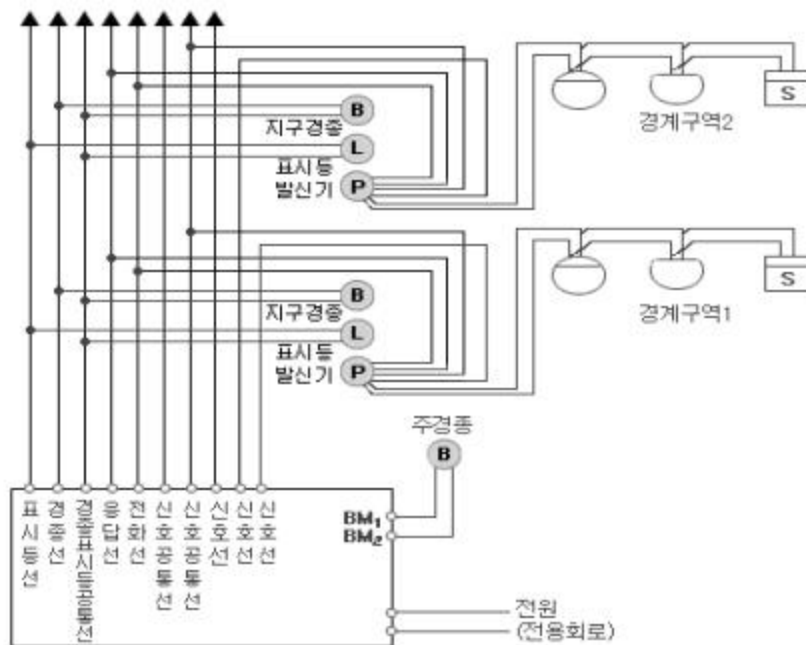 B
지구경종
L
표시등
P
발신기
S
경계구역2
B
지구경종
L
표시등
P
발신기
S
경계구역1
주경종
B
표시등선
경종선
경종표시등공통선
응답선
전화선
신호공통선
신호공통선
신호선
신호선
신호선
BM1
BM2
전원
(전용회로)